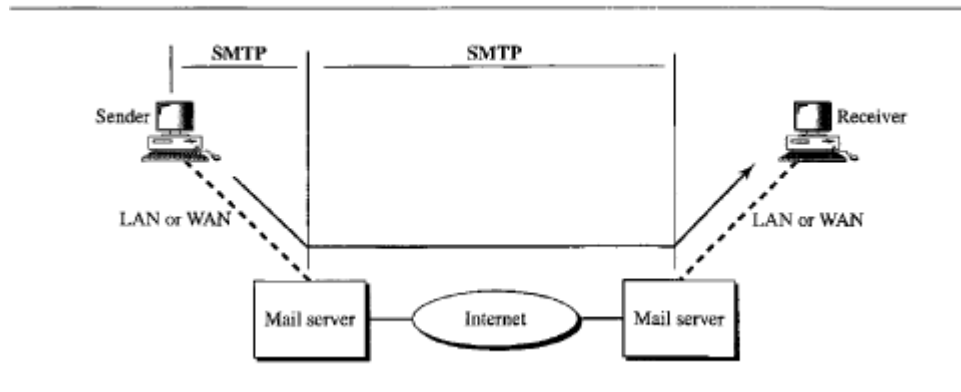 SMTP
SMTP
Sender
Receiver
LAN or WAN
LAN or WAN
Mail server
Internet
Mail server